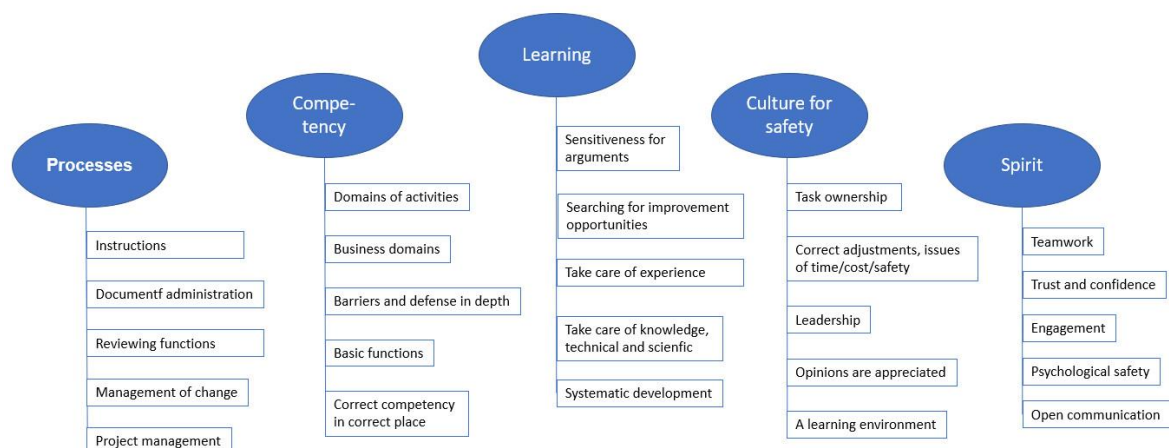 Processes
Instructions
Documentf administration
Reviewing functions
Management of change
Project management
Compe-
tency
Domains of activities
Business domains
Barriers and defense in depth
Basic functions
Correct competency
in correct place
Learning
Sensitiveness for
arguments
Searching for improvement
opportunities
Take care of experience
Take care of knowledge,
technical and scienfic
Systematic development
Culture for
safety
Task ownership
Correct adjustments, issues
of time/cost/safety
Leadership
Opinions are appreciated
A learning environment
Spirit
Teamwork
Trust and confidence
Engagement
Psychological safety
Open communication